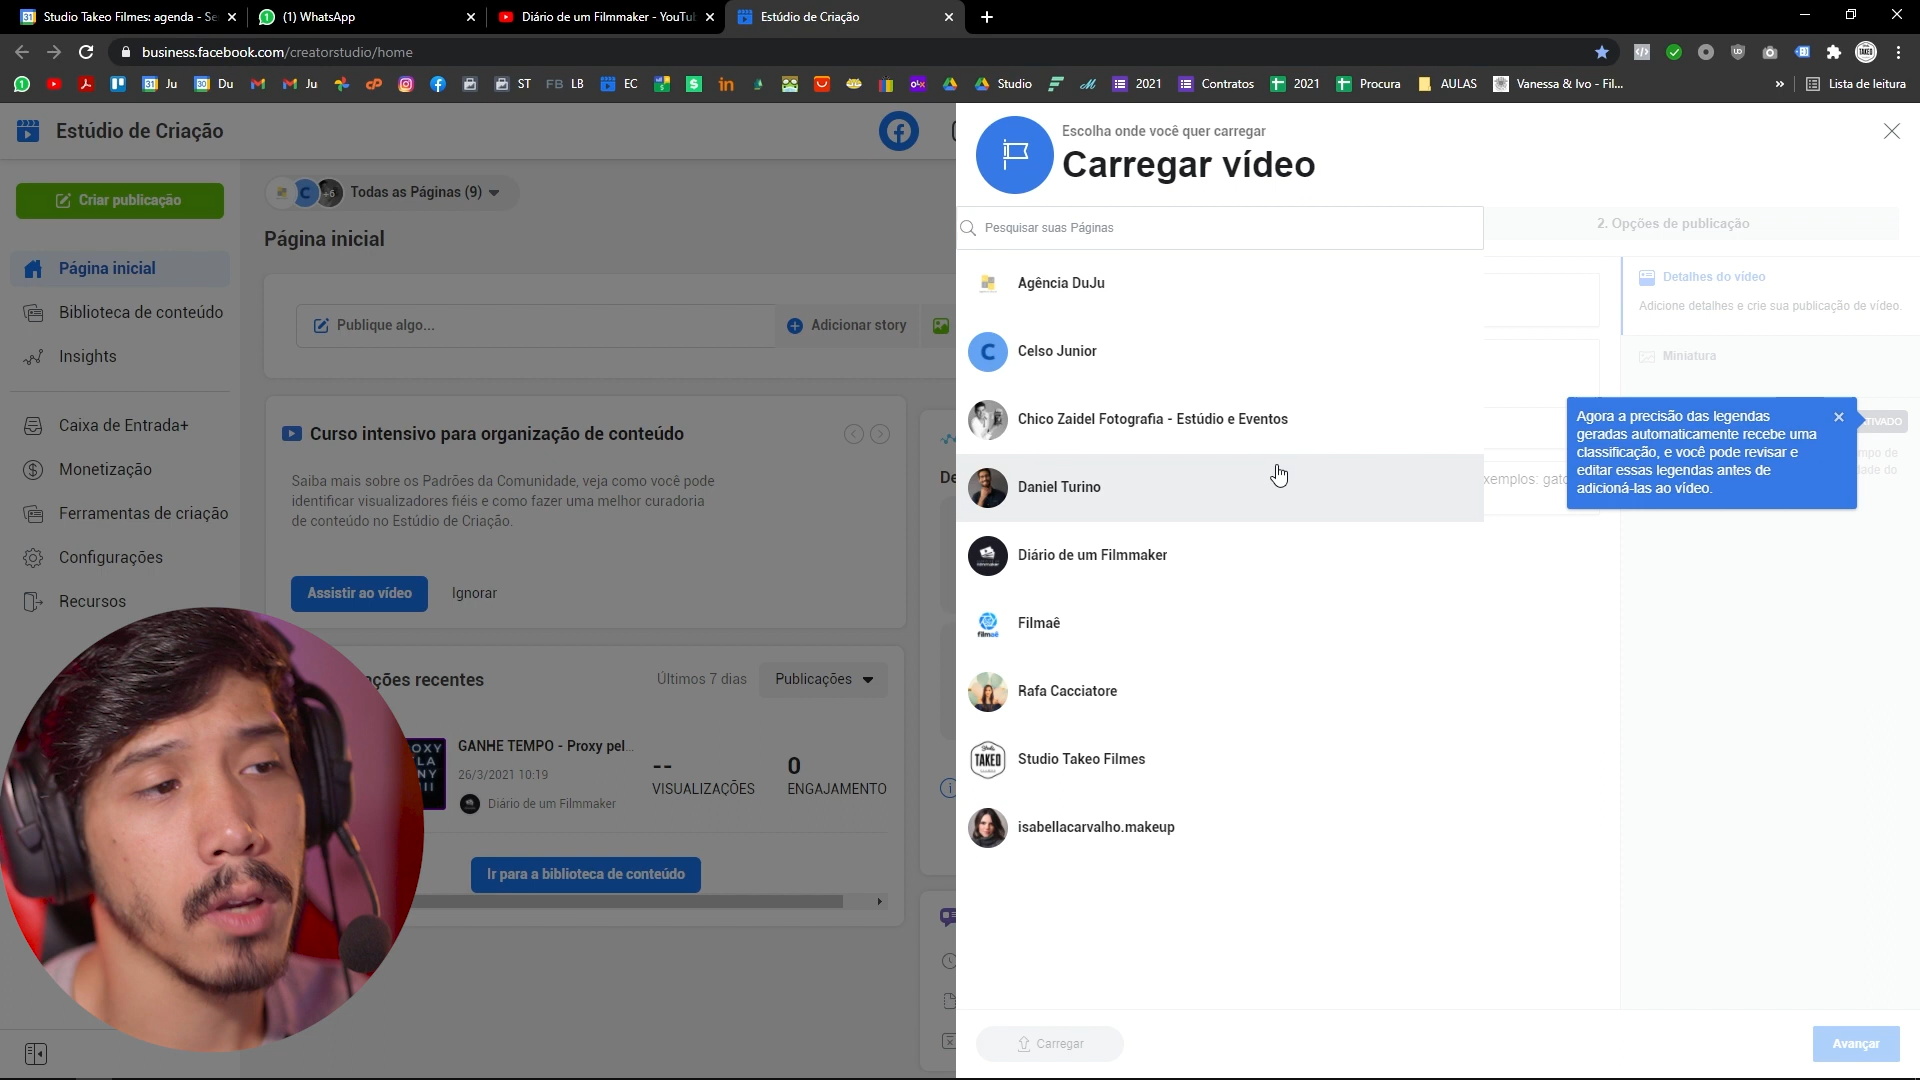 Studio Takeo Filmes: agenda - Se
(1) WhatsApp
Diário de um Filmmaker - YouTu
Estúdio de Criação
business.facebook.com/creatorstudio/home
Ju
Du
Ju
ST
LB
EC
Studio
2021
Contratos
2021
Procura
AULAS
Vanessa & Ivo - Fil...
Lista de leitura
Estúdio de Criação
Criar publicação
Página inicial
Biblioteca de conteúdo
Insights
Caixa de Entrada+
Monetização
Ferramentas de criação
Configurações
Recursos
+6
Todas as Páginas (9)
Página inicial
Publique algo...
Adicionar story
Curso intensivo para organização de conteúdo
Saiba mais sobre os Padrões da Comunidade, veja como você pode
identificar visualizadores fiéis e como fazer uma melhor curadoria
de conteúdo no Estúdio de Criação.
Assistir ao vídeo
Ignorar
ções recentes
Últimos 7 dias
Publicações
GANHE TEMPO - Proxy pel...
26/3/2021 10:19
Diário de um Filmmaker
--
VISUALIZAÇÕES
0
ENGAJAMENTO
Ir para a biblioteca de conteúdo
De
Escolha onde você quer carregar
Carregar vídeo
Pesquisar suas Páginas
Agência DuJu
C
Celso Junior
Chico Zaidel Fotografia - Estúdio e Eventos
Daniel Turino
Diário de um Filmmaker
filmaê
Filmaê
Rafa Cacciatore
TAKEO
Studio Takeo Filmes
isabellacarvalho.makeup
2. Opções de publicação
Detalhes do vídeo
Adicione detalhes e crie sua publicação de vídeo.
Miniatura
TIVADO
mpo de
dade do
xemplos: gato
Agora a precisão das legendas
geradas automaticamente recebe uma
classificação, e você pode revisar e
editar essas legendas antes de
adicioná-las ao vídeo.
Carregar
Avançar